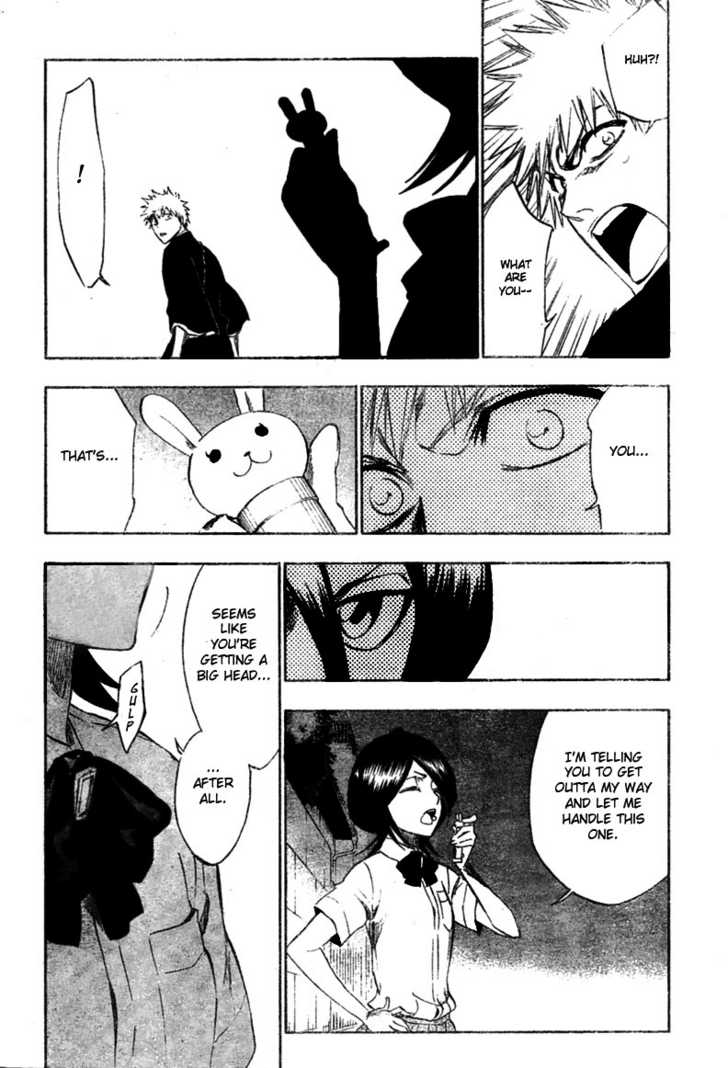 HUH?!
WHAT
ARE
YOU--
!
YOU...
THAT'S...
I'M TELLING
YOU TO GET
OUTTA MY WAY
AND LET ME
HANDLE THIS
ONE.
SEEMS
LIKE
YOU'RE
GETTING A
BIG HEAD...
...
AFTER
ALL.
GULP